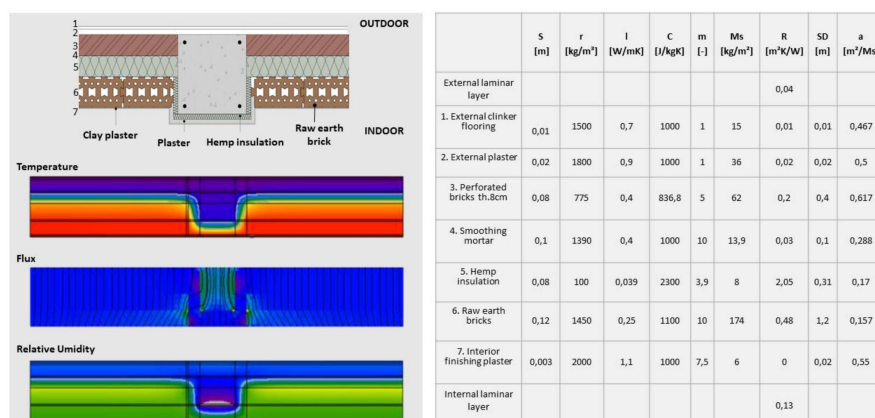 1
2
3
4
5
6
7
OUTDOOR
INDOOR
Clay plaster
Plaster
Hemp insulation
Raw earth
brick
Temperature
Flux
Relative Umidity
S r l C m Ms R SD a
[m] [kg/m³] [W/mK] [J/kgK] [-] [kg/m²] [m²K/W] [m] [m²/Ms
External laminar
layer
0,04
1. External clinker
flooring
0,01 1500 0,7 1000 1 15 0,01 0,01 0,467
2. External plaster 0,02 1800 0,9 1000 1 36 0,02 0,02 0,5
3. Perforated
bricks th.8cm
0,08 775 0,4 836,8 5 62 0,2 0,4 0,617
4. Smoothing
mortar
0,1 1390 0,4 1000 10 13,9 0,03 0,1 0,288
5. Hemp
insulation
0,08 100 0,039 2300 3,9 8 2,05 0,31 0,17
6. Raw earth
bricks
0,12 1450 0,25 1100 10 174 0,48 1,2 0,157
7. Interior
finishing plaster
0,003 2000 1,1 1000 7,5 6 0 0,02 0,55
Internal laminar
layer
0,13